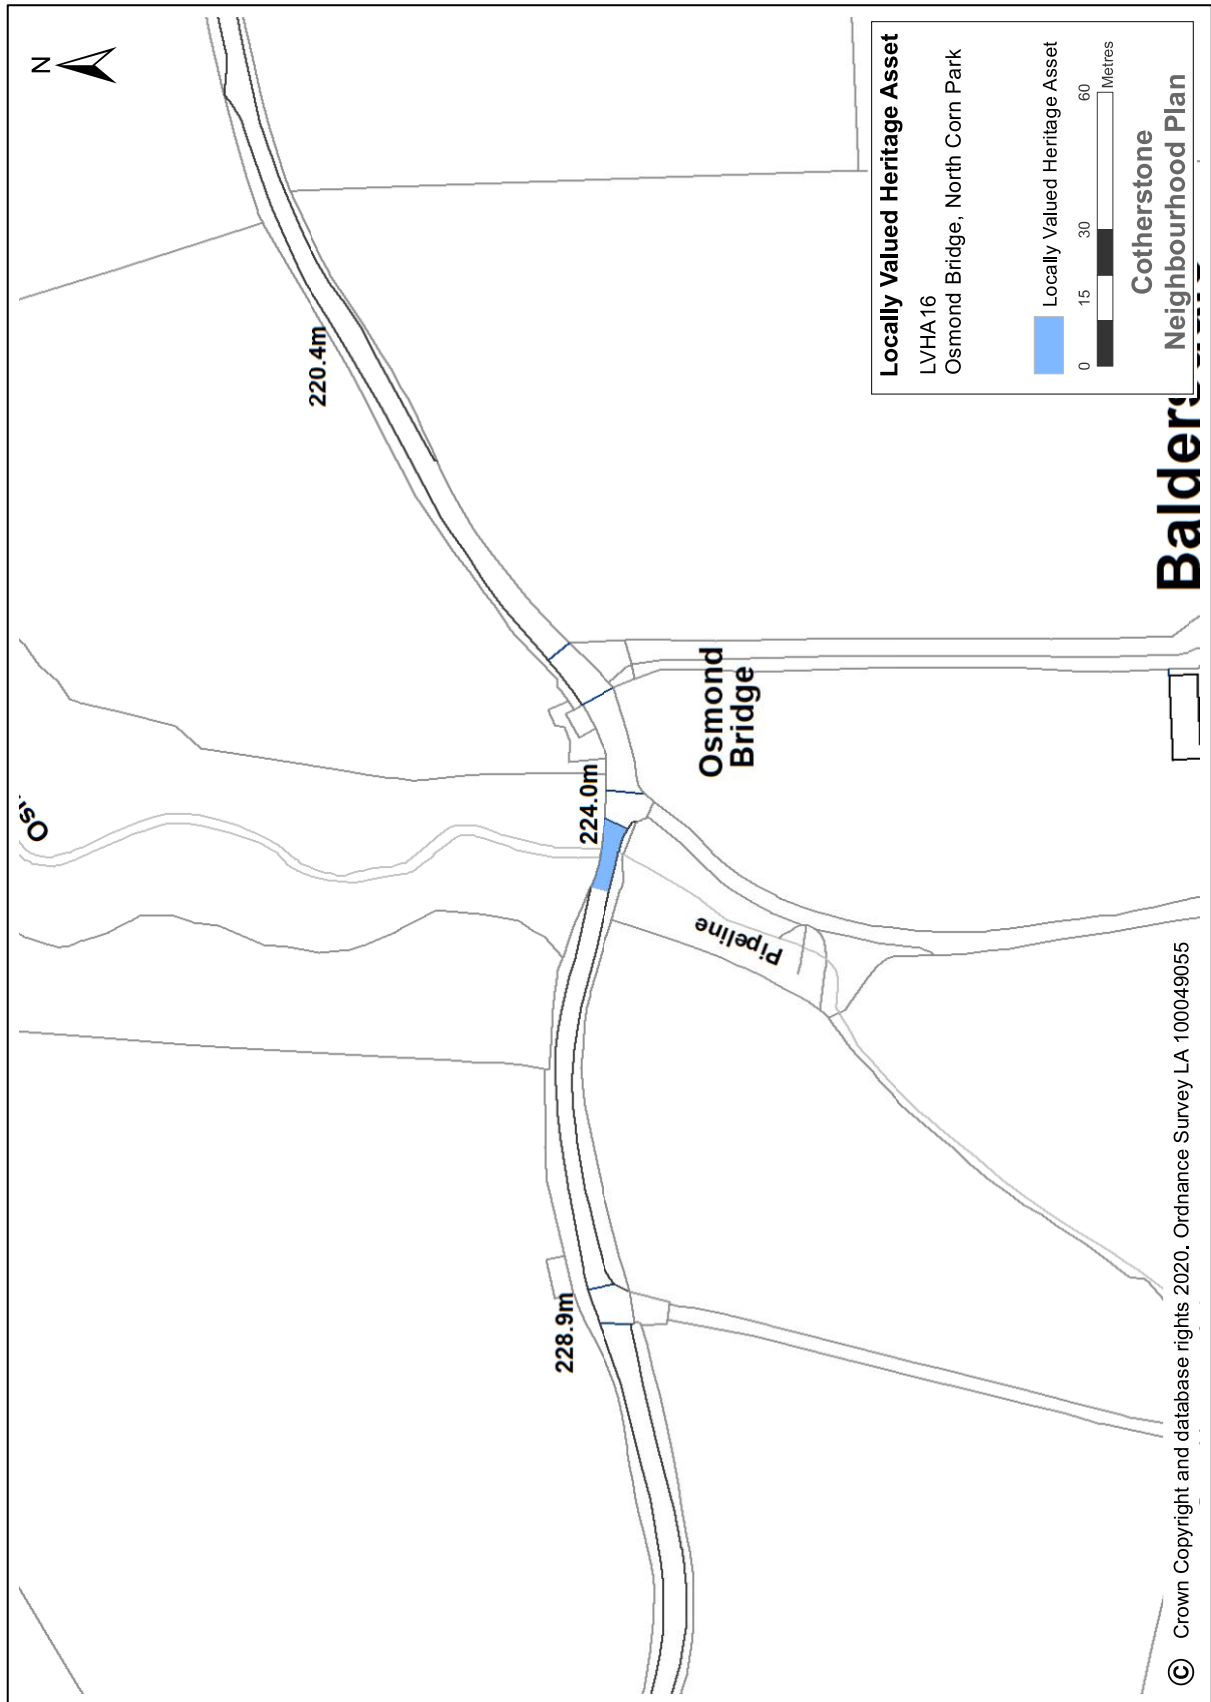 N
220.4m
Osmond
Bridge
224.0m
Pipeline
228.9m
Locally Valued Heritage Asset
LVHA16
Osmond Bridge, North Corn Park
Locally Valued Heritage Asset
0 15 30 60
Metres
Cotherstone
Neighbourhood Plan
© Crown Copyright and database rights 2020. Ordnance Survey LA 100049055